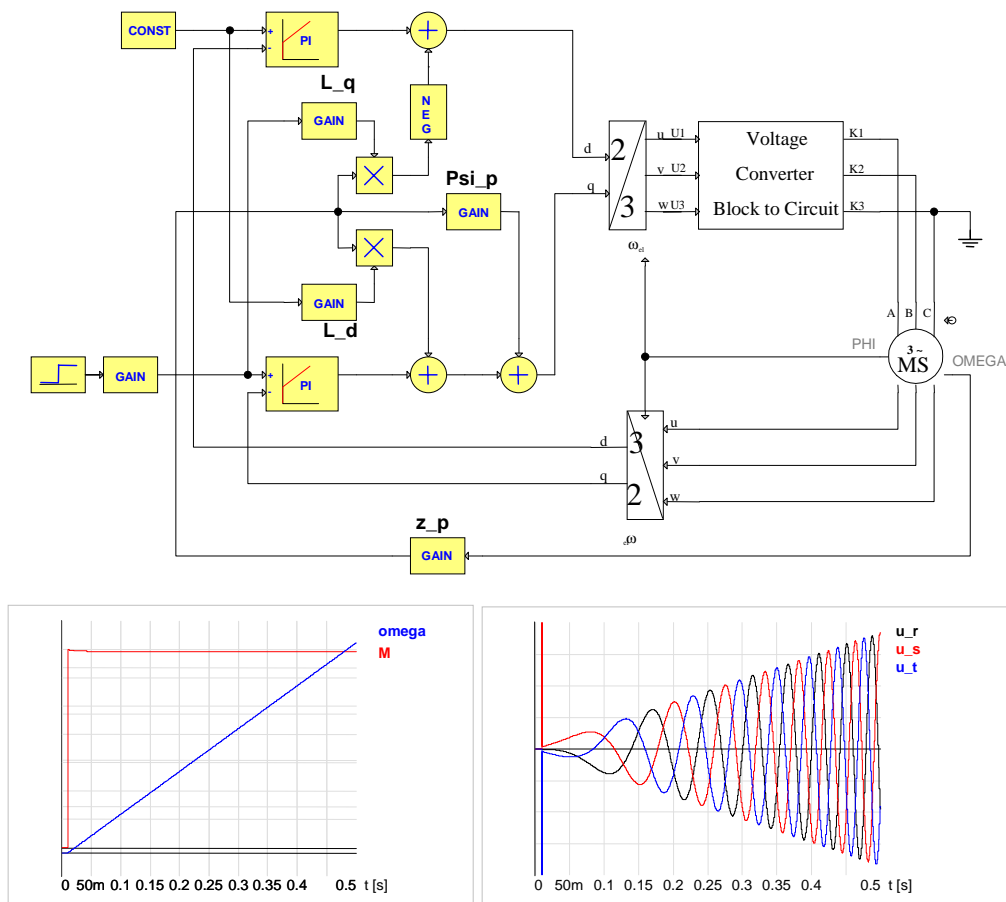 CONST
+
-
PI
L_q
GAIN
N
E
G
Psi_p
GAIN
GAIN
L_d
GAIN
+
-
PI
d
q
2
3
ω el
u U1
v U2
w U3
Voltage
Converter
Block to Circuit
K1
K2
K3
A B C
PHI
3 ~
MS
OMEGA
d
q
3
2
u
v
w
el ω
z_p
GAIN
omega
M
0 50m 0.1 0.15 0.2 0.25 0.3 0.35 0.4 0.5 t [s]
u_r
u_s
u_t
0 50m 0.1 0.15 0.2 0.25 0.3 0.35 0.4 0.5 t [s]